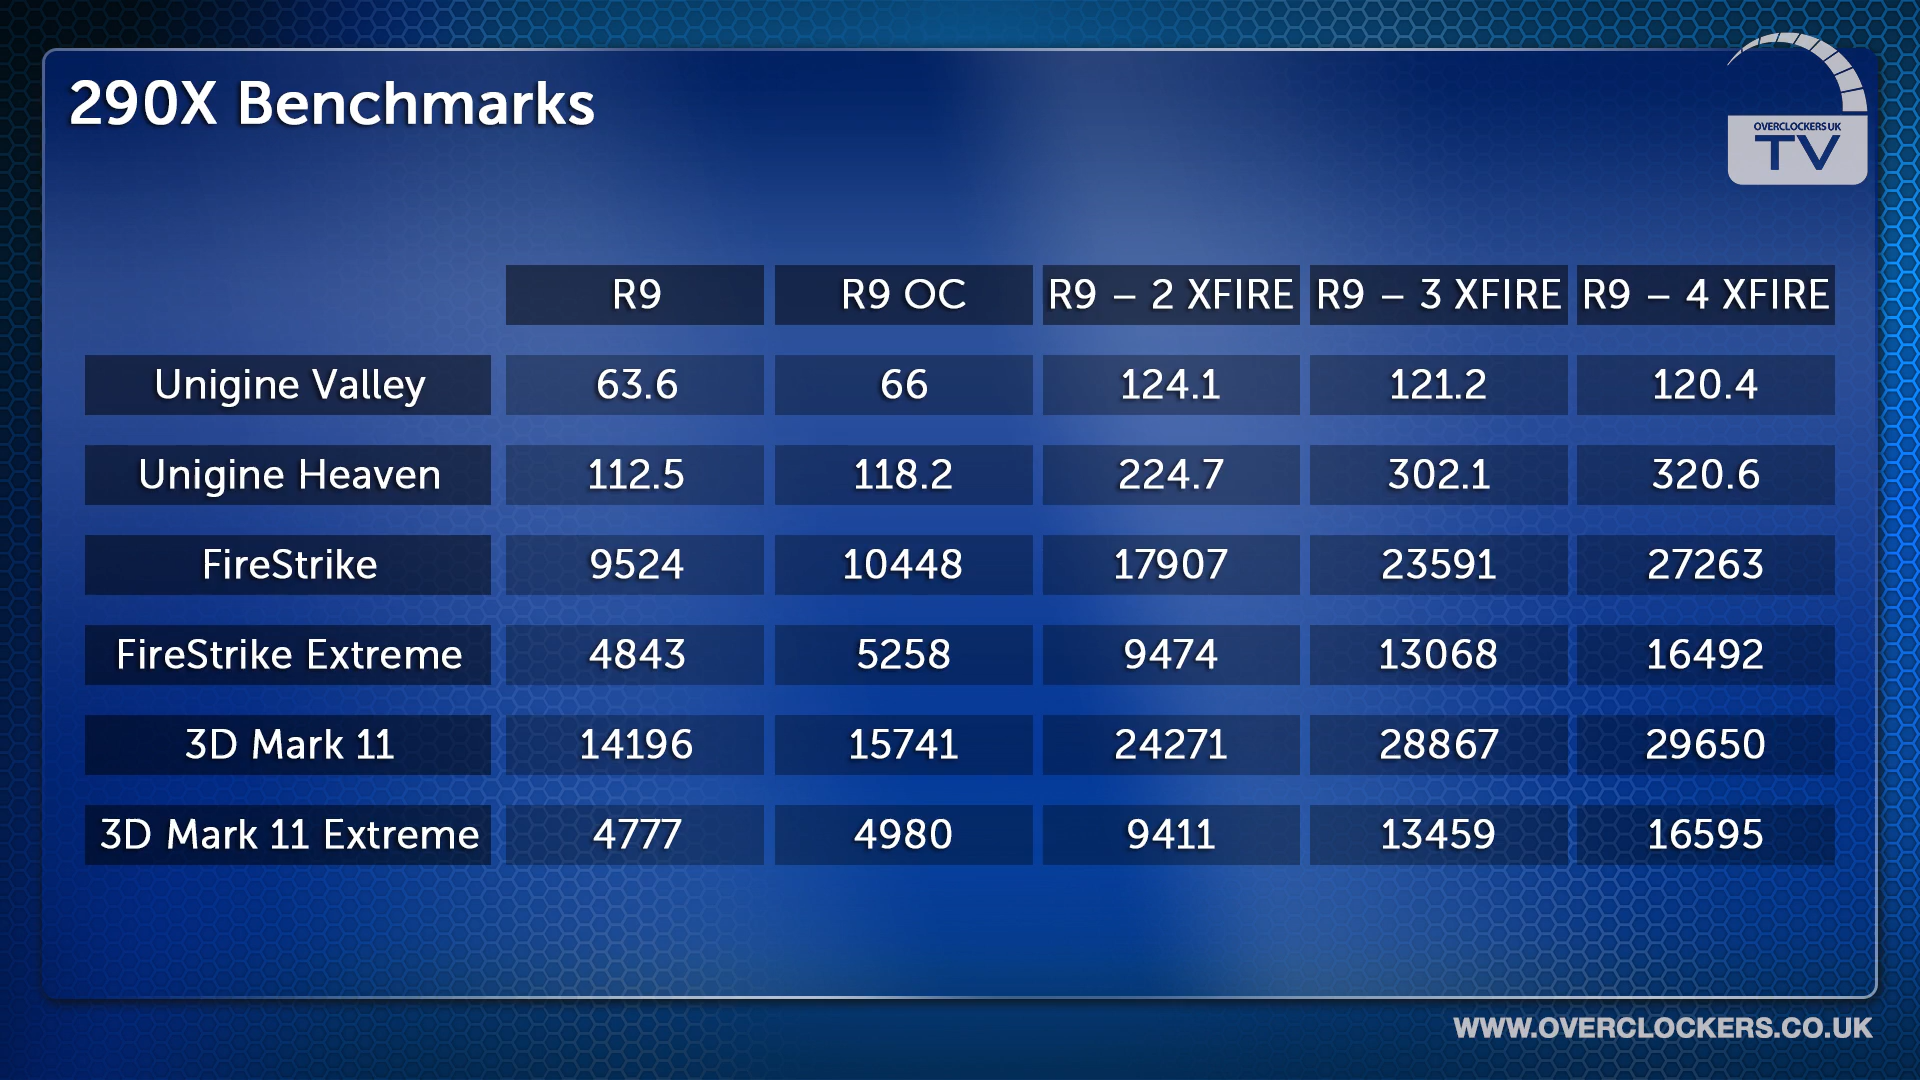 290X Benchmarks
OVERCLOCKERS UK
TV
R9 R9 OC R9 – 2 XFIRE R9 – 3 XFIRE R9 – 4 XFIRE
Unigine Valley 63.6 66 124.1 121.2 120.4
Unigine Heaven 112.5 118.2 224.7 302.1 320.6
FireStrike 9524 10448 17907 23591 27263
FireStrike Extreme 4843 5258 9474 13068 16492
3D Mark 11 14196 15741 24271 28867 29650
3D Mark 11 Extreme 4777 4980 9411 13459 16595
WWW.OVERCLOCKERS.CO.UK